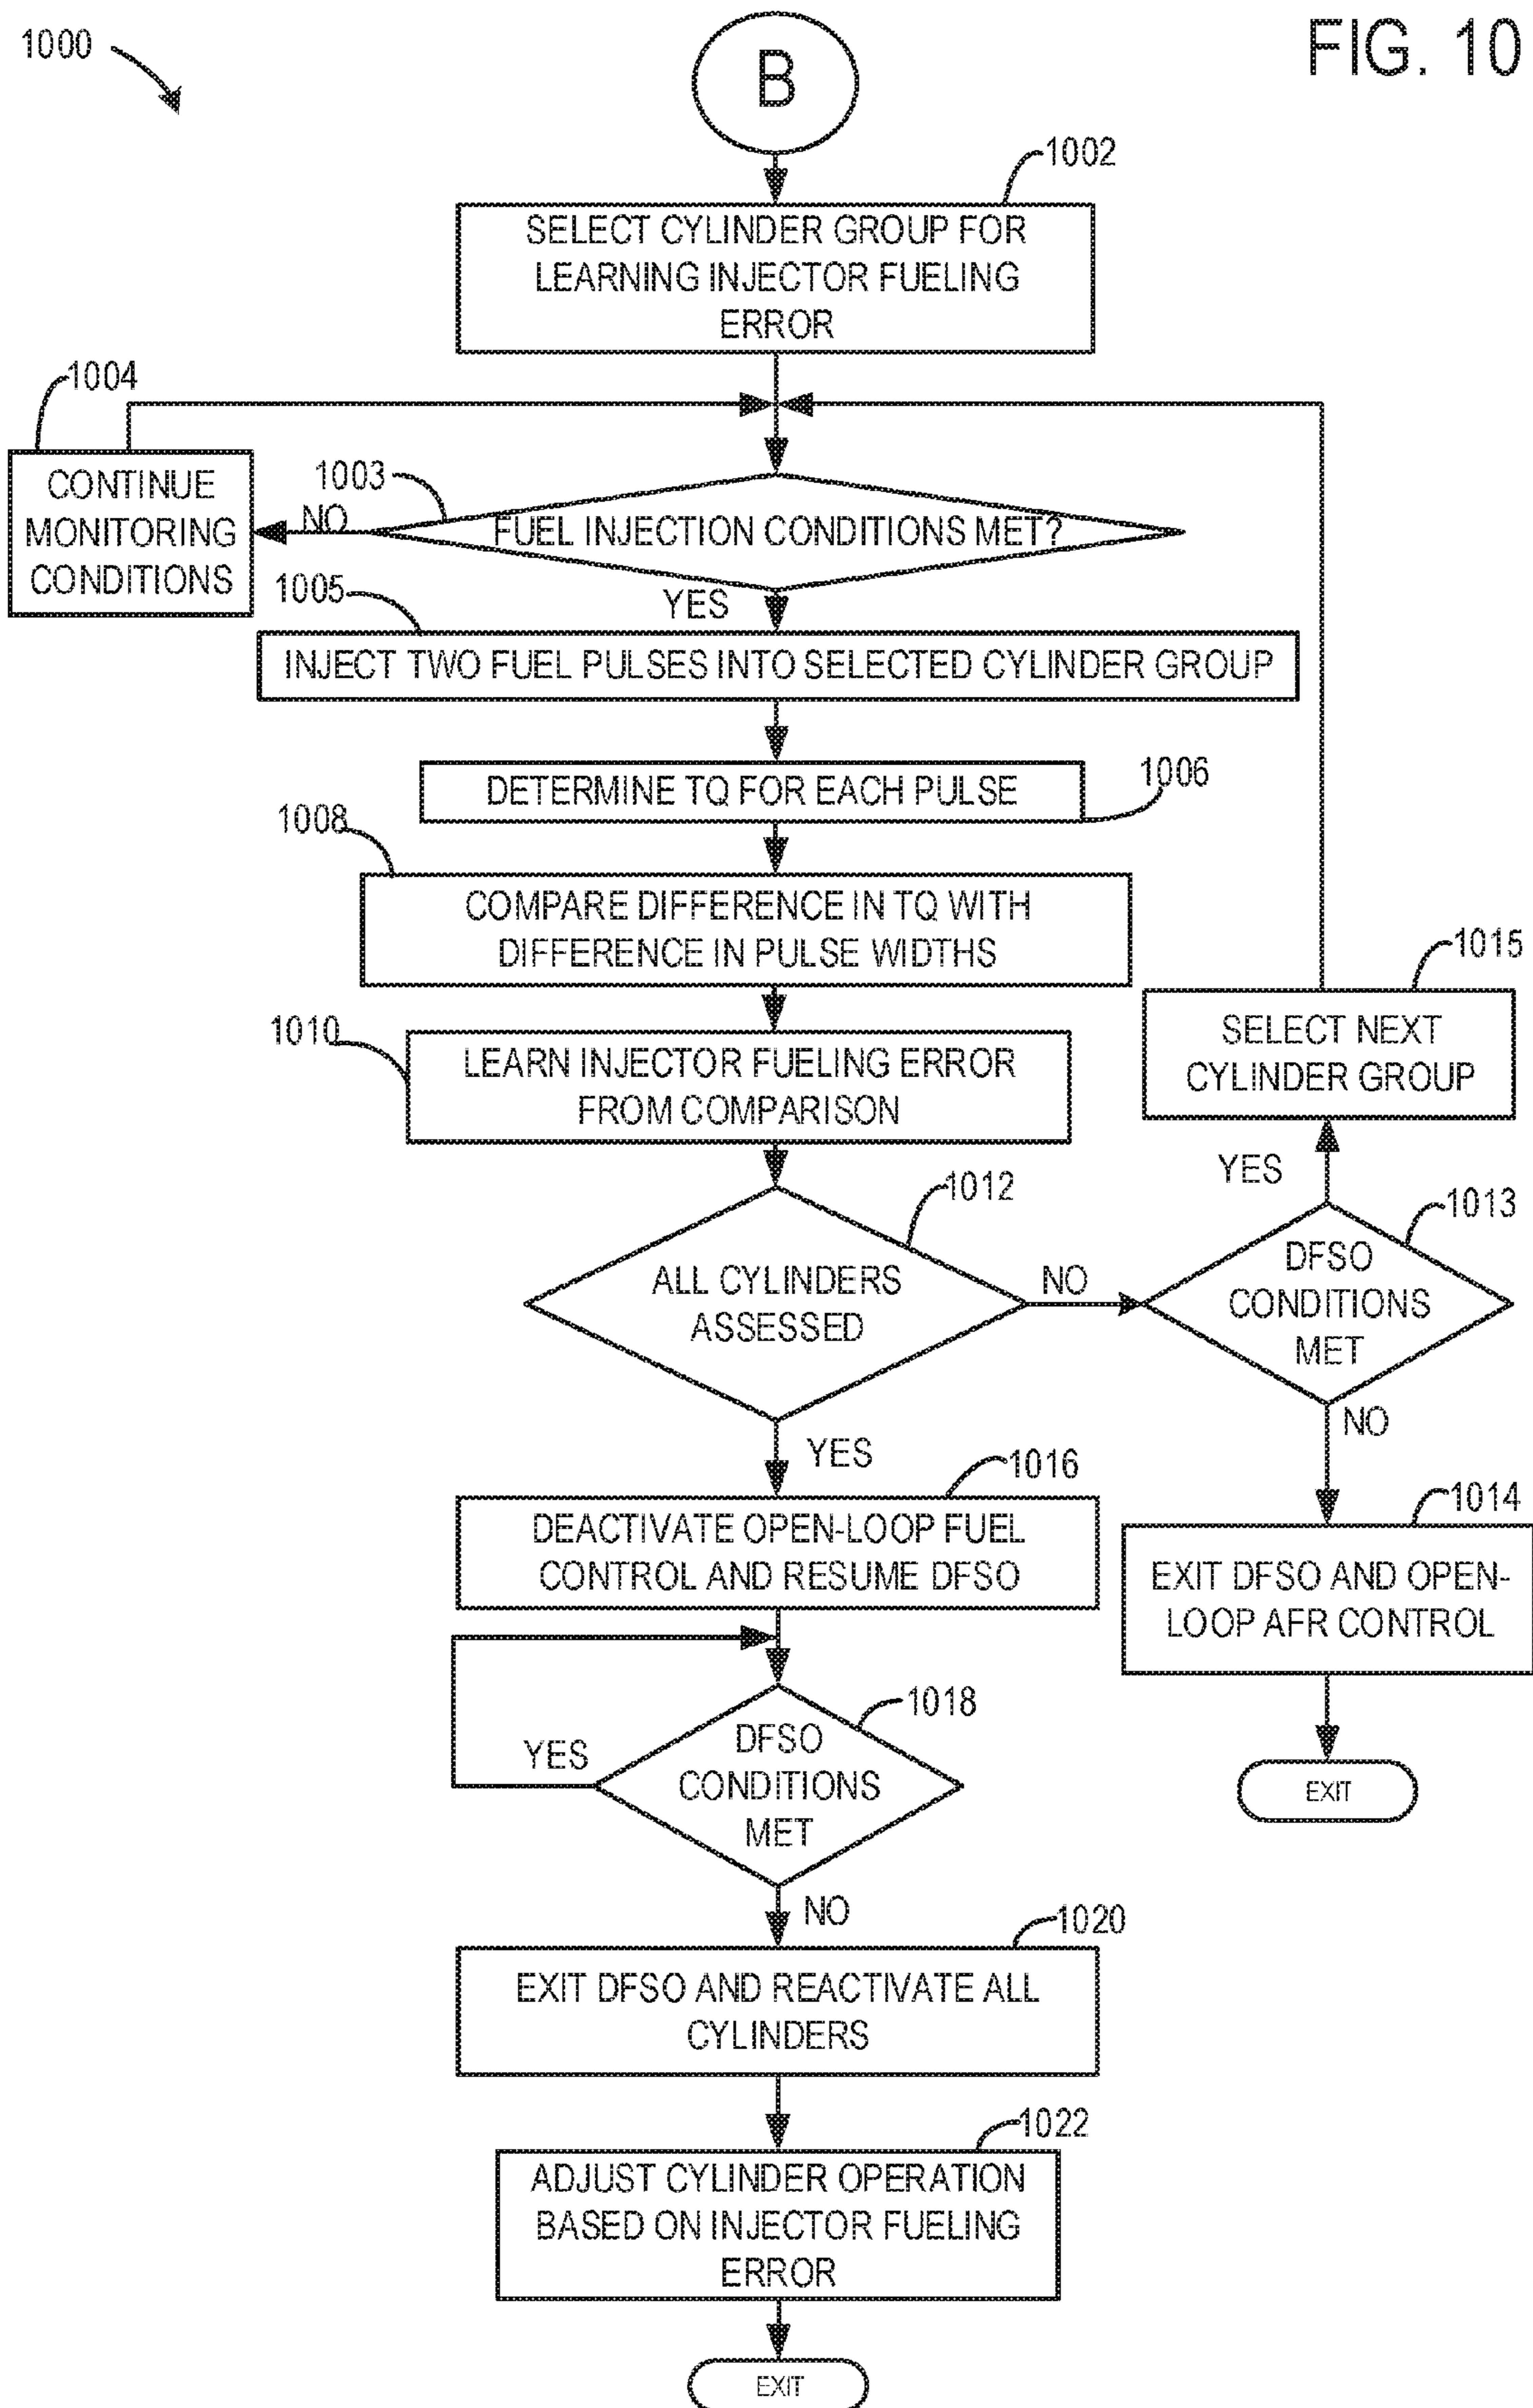 1000
FIG. 10
B
1002
SELECT CYLINDER GROUP FOR
LEARNING INJECTOR FUELING
ERROR
1004
CONTINUE
MONITORING
CONDITIONS
1003
NO
FUEL INJECTION CONDITIONS MET?
1005
YES
INJECT TWO FUEL PULSES INTO SELECTED CYLINDER GROUP
DETERMINE TQ FOR EACH PULSE
1006
1008
COMPARE DIFFERENCE IN TQ WITH
DIFFERENCE IN PULSE WIDTHS
1015
SELECT NEXT
CYLINDER GROUP
1010
LEARN INJECTOR FUELING ERROR
FROM COMPARISON
YES
1012
ALL CYLINDERS
ASSESSED
NO
1013
DFSO
CONDITIONS
MET
NO
YES
1016
DEACTIVATE OPEN-LOOP FUEL
CONTROL AND RESUME DFSO
1014
EXIT DFSO AND OPEN-
LOOP AFR CONTROL
EXIT
1018
YES
DFSO
CONDITIONS
MET
NO
1020
EXIT DFSO AND REACTIVATE ALL
CYLINDERS
1022
ADJUST CYLINDER OPERATION
BASED ON INJECTOR FUELING
ERROR
EXIT